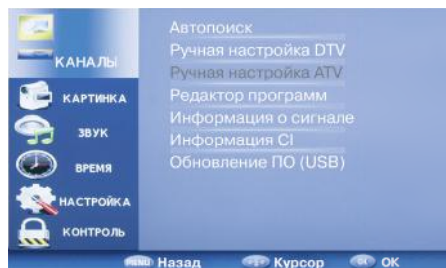 КАНАЛЫ
КАРТИНКА
ЗВУК
ВРЕМЯ
НАСТРОЙКА
КОНТРОЛЬ
Автопоиск
Ручная настройка DTV
Ручная настройка ATV
Редактор программ
Информация о сигнале
Информация CI
Обновление ПО (USB)
MENU Назад
Курсор
OK OK